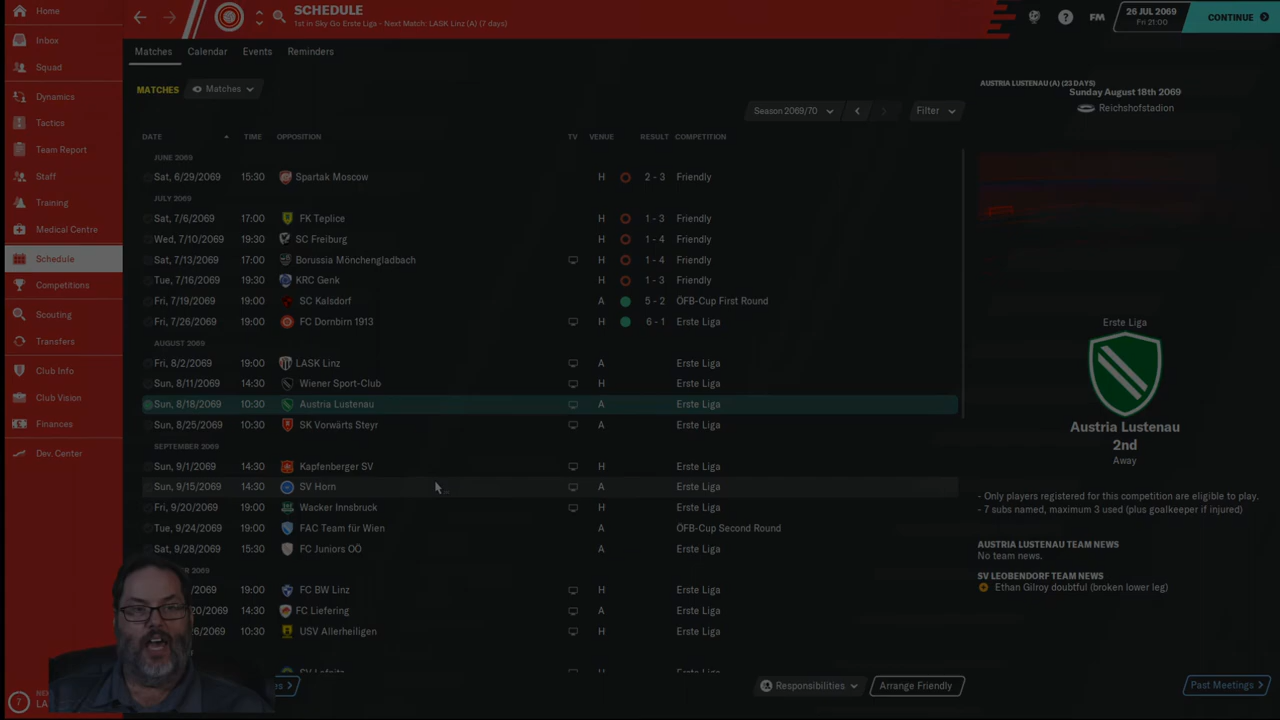 Home
Inbox
Squad
Dynamics
Tactics
Team Report
Staff
Training
Medical Centre
Schedule
Competitions
Scouting
Transfers
Club Info
Club Vision
Finances
Dev. Center
7
SCHEDULE
1st in Sky Go Erste Liga - Next Match: LASK Linz (A) (7 days)
FM
26 JUL 2069
Fri 21:00
CONTINUE
Matches Calendar Events Reminders
MATCHES Matches
Season 2069/70 Filter
DATE TIME OPPOSITION TV VENUE RESULT COMPETITION
JUNE 2069
Sat, 6/29/2069 15:30 Spartak Moscow H 2 - 3 Friendly
JULY 2069
Sat, 7/6/2069 17:00 FK Teplice H 1 - 3 Friendly
Wed, 7/10/2069 19:30 SC Freiburg H 1 - 4 Friendly
Sat, 7/13/2069 17:00 Borussia Mönchengladbach H 1 - 4 Friendly
Tue, 7/16/2069 19:30 KRC Genk H 1 - 3 Friendly
Fri, 7/19/2069 19:00 SC Kalsdorf A 5 - 2 ÖFB-Cup First Round
Fri, 7/26/2069 19:00 FC Dornbirn 1913 H 6 - 1 Erste Liga
AUGUST 2069
Fri, 8/2/2069 19:00 LASK Linz A Erste Liga
Sun, 8/11/2069 14:30 Wiener Sport-Club H Erste Liga
Sun, 8/18/2069 10:30 Austria Lustenau A Erste Liga
Sun, 8/25/2069 10:30 SK Vorwärts Steyr A Erste Liga
SEPTEMBER 2069
Sun, 9/1/2069 14:30 Kapfenberger SV H Erste Liga
Sun, 9/15/2069 14:30 SV Horn A Erste Liga
Fri, 9/20/2069 19:00 Wacker Innsbruck H Erste Liga
Tue, 9/24/2069 19:00 FAC Team für Wien A ÖFB-Cup Second Round
Sat, 9/28/2069 15:30 FC Juniors OÖ A Erste Liga
2069
/2069 19:00 FC BW Linz H Erste Liga
/2069 14:30 FC Liefering A Erste Liga
/2069 10:30 USV Allerheiligen H Erste Liga
Responsibilities
Arrange Friendly
Past Meetings
AUSTRIA LUSTENAU (A) (23 DAYS)
Sunday August 18th 2069
Reichshofstadion
Erste Liga
Austria Lustenau
2nd
Away
- Only players registered for this competition are eligible to play.
- 7 subs named, maximum 3 used (plus goalkeeper if injured)
AUSTRIA LUSTENAU TEAM NEWS
No team news.
SV LEOBENDORF TEAM NEWS
Ethan Gilroy doubtful (broken lower leg)